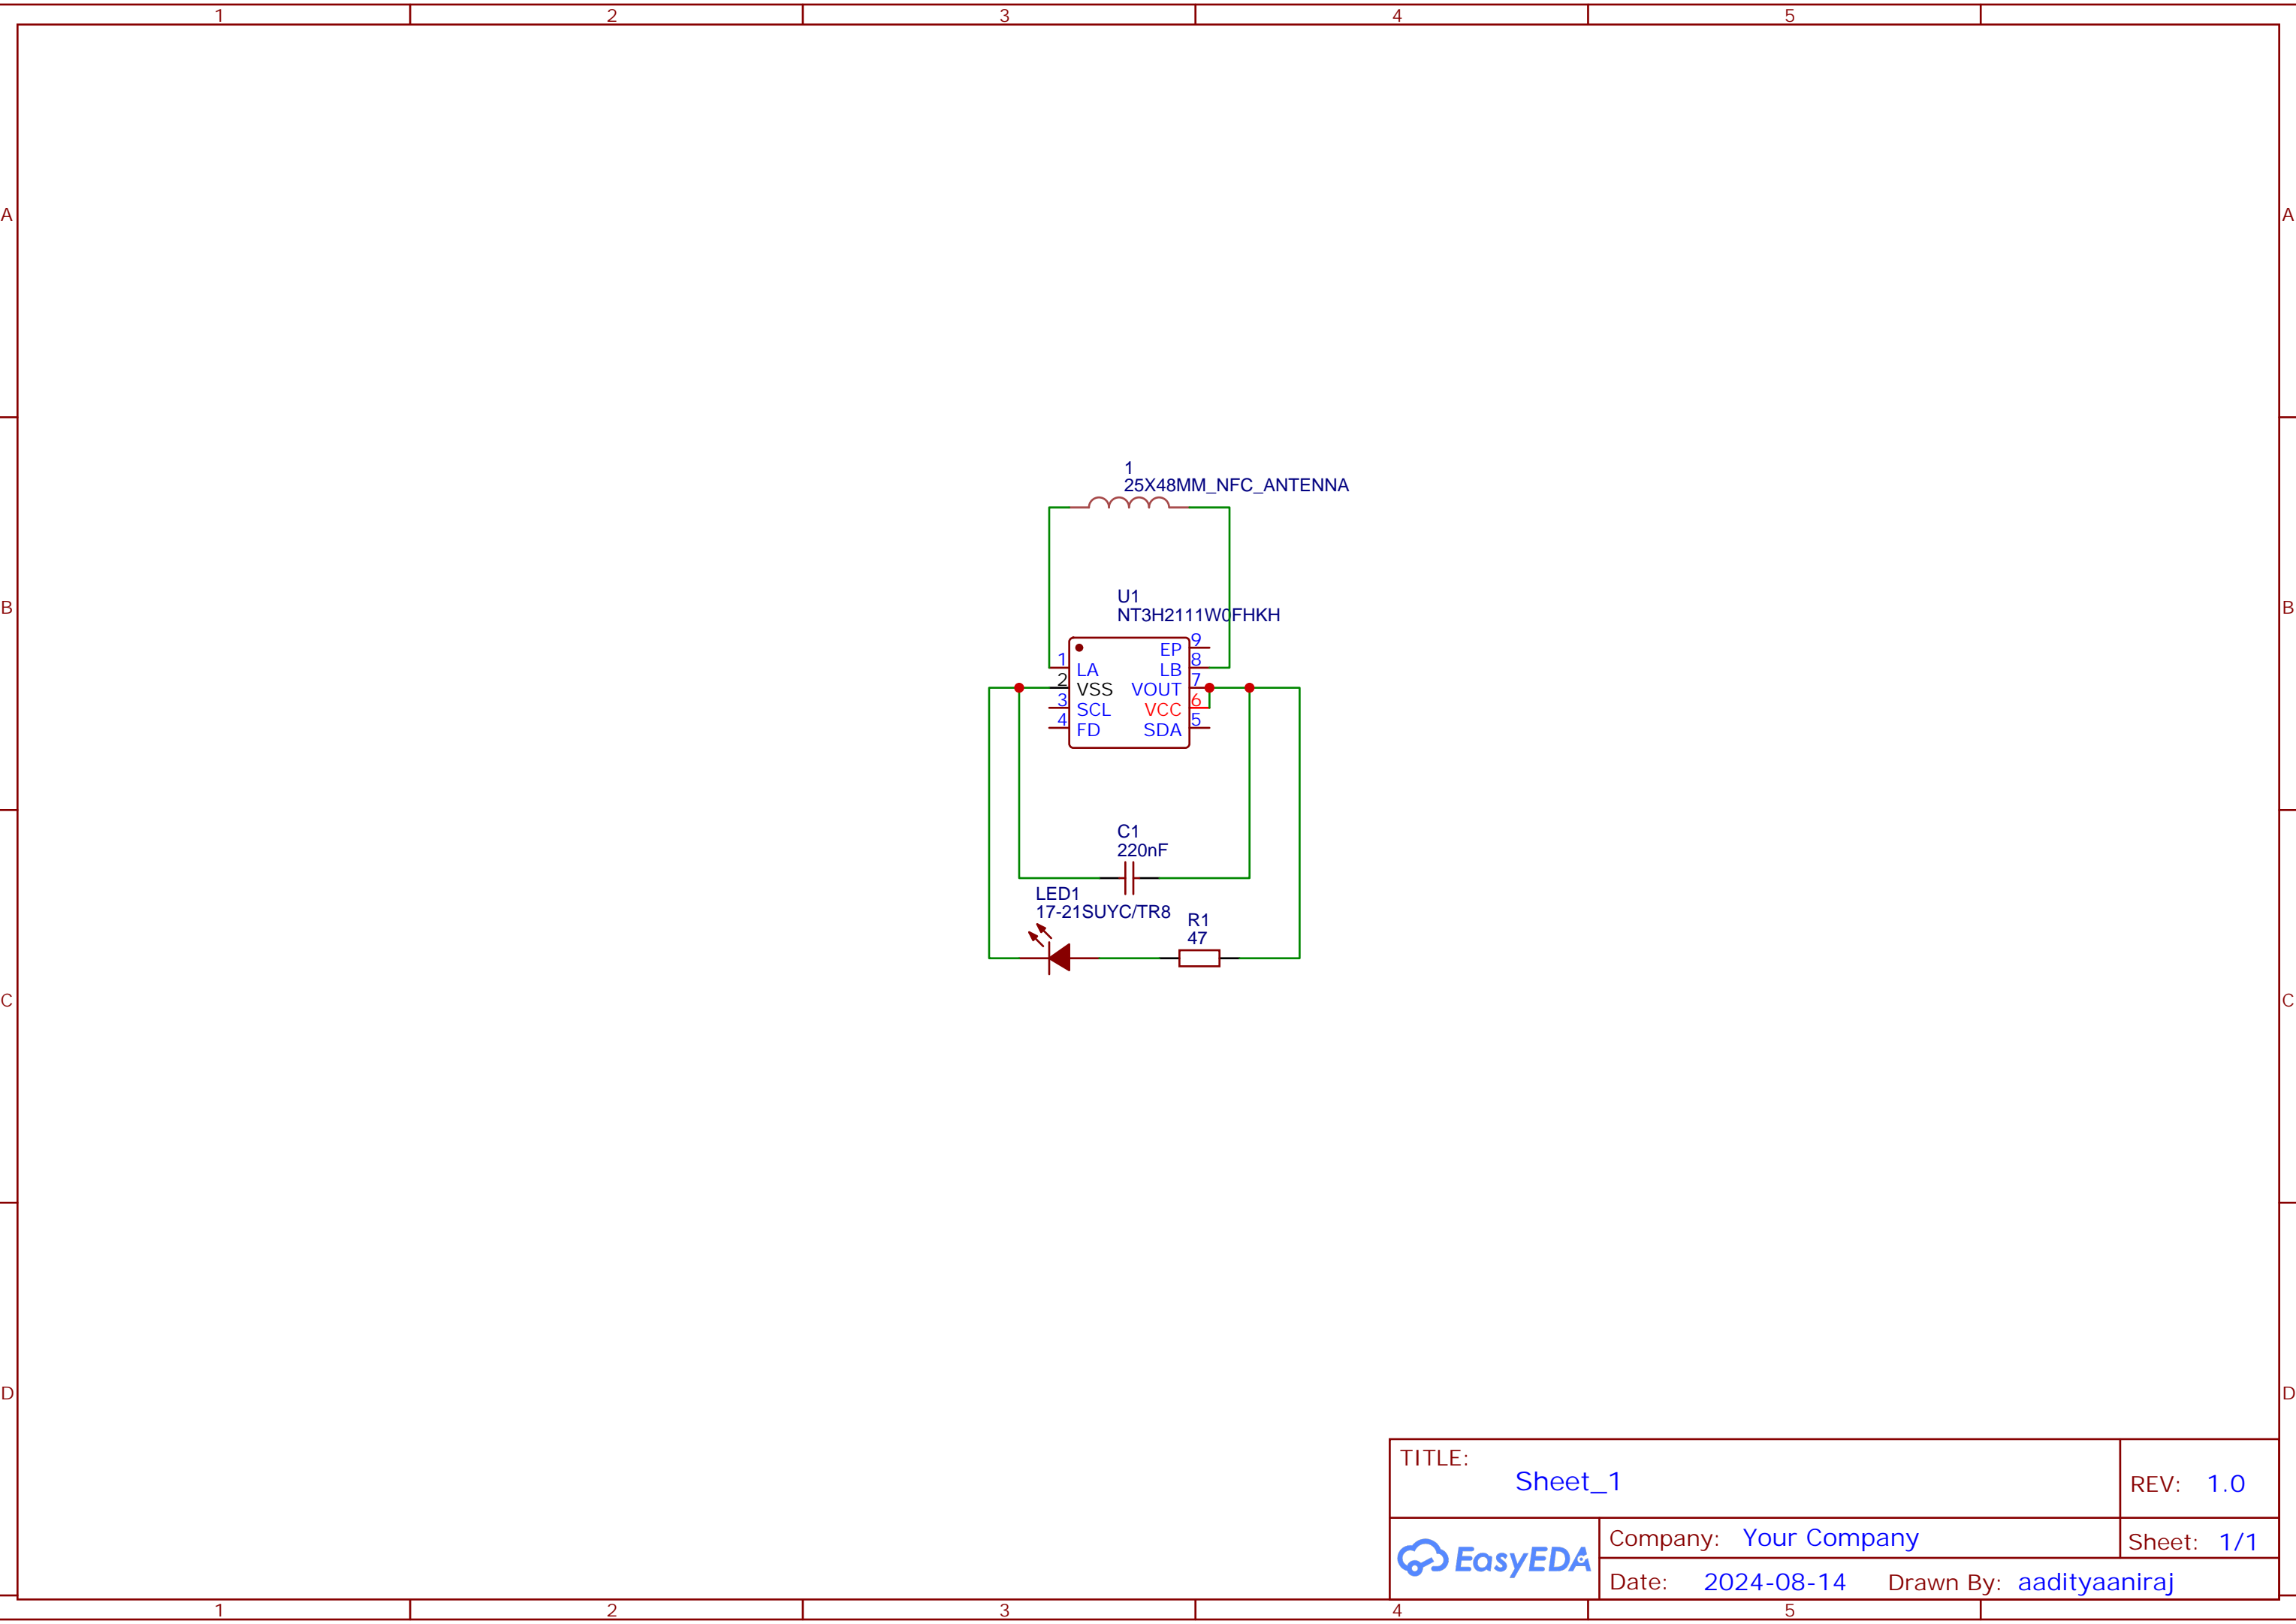 1 2 3 4 5
A A
B B
C C
D D
1
25X48MM_NFC_ANTENNA
U1
NT3H2111W0FHKH
EP 9
1 LA LB 8
2 VSS VOUT 7
3 SCL VCC 6
4 FD SDA 5
C1
220nF
LED1
17-21SUYC/TR8
R1
47
TITLE:
Sheet_1
REV: 1.0
EasyEDA
Company: Your Company
Sheet: 1/1
Date: 2024-08-14 Drawn By: aadityaaniraj
1 2 3 4 5